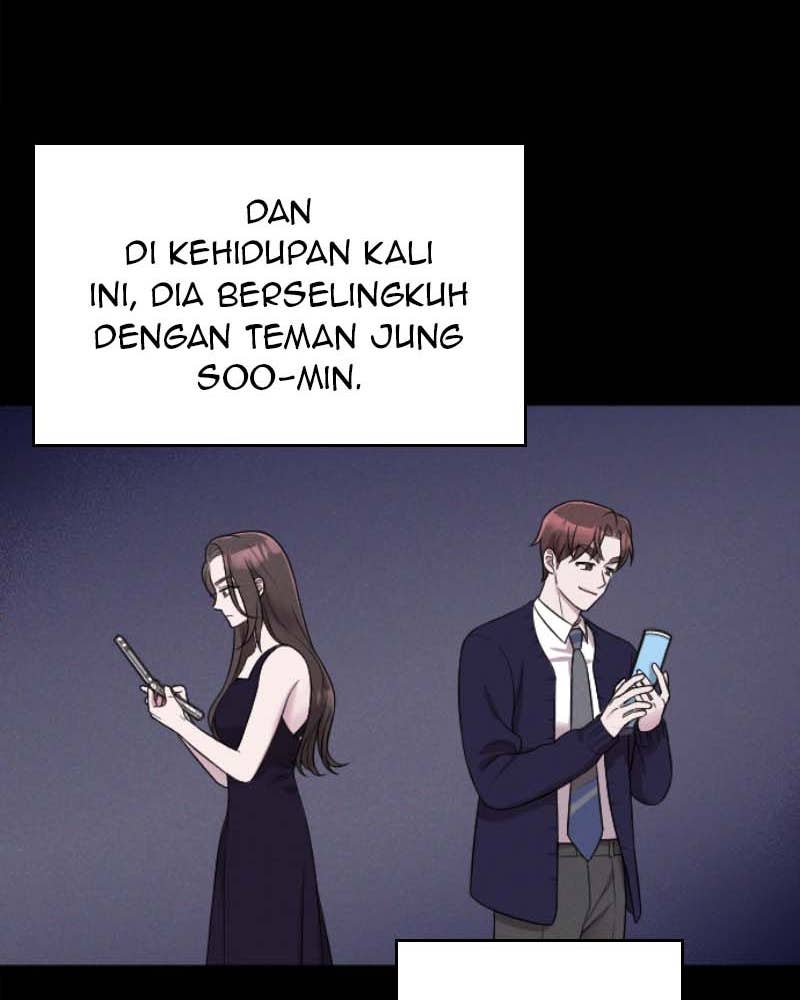 DAN
DI KEHIDUPAN KALI
INI, DIA BERSELINGKUH
DENGAN TEMAN JUNG
SOO-MIN.